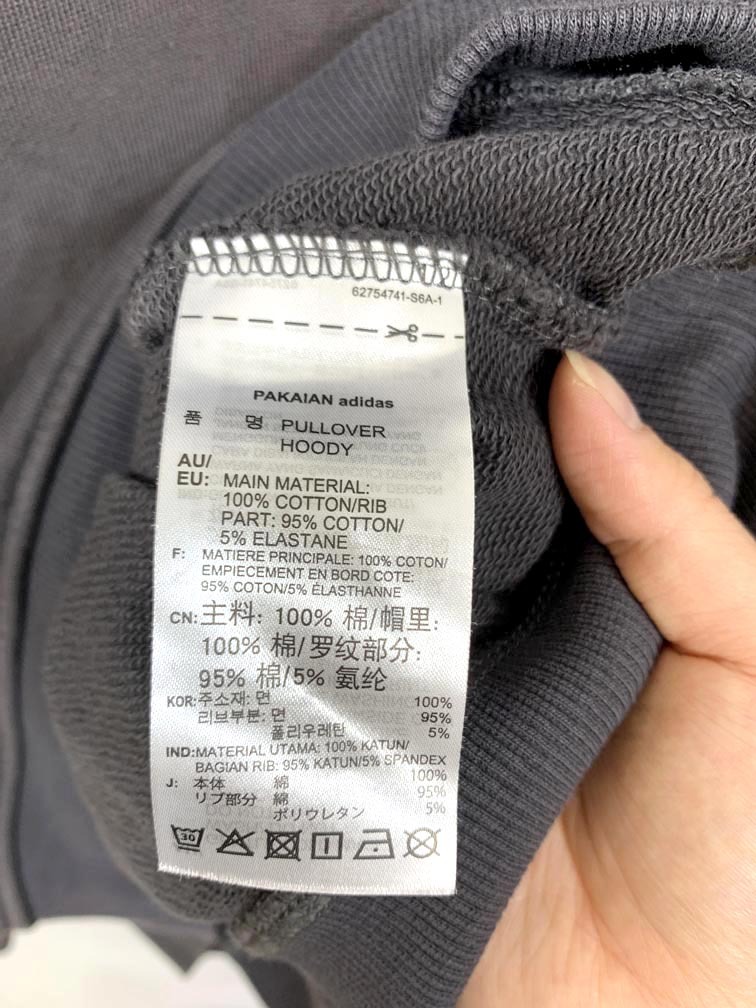 62754741-S6A-1
PAKAIAN adidas
품 명 PULLOVER
HOODY
AU/
EU: MAIN MATERIAL:
100% COTTON/RIB
PART: 95% COTTON/
5% ELASTANE
F: MATIERE PRINCIPALE: 100% COTON/
EMPIECEMENT EN BORD COTE:
95% COTON/5% ÉLASTHANNE
CN: 主料: 100% 棉/帽里:
100% 棉/罗纹部分:
95% 棉/5% 氨纶
KOR: 주소재: 면 100%
리브부분: 면 95%
폴리우레탄 5%
IND: MATERIAL UTAMA: 100% KATUN/
BAGIAN RIB: 95% KATUN/5% SPANDEX
J: 本体 綿 100%
リブ部分 綿 95%
ポリウレタン 5%
30